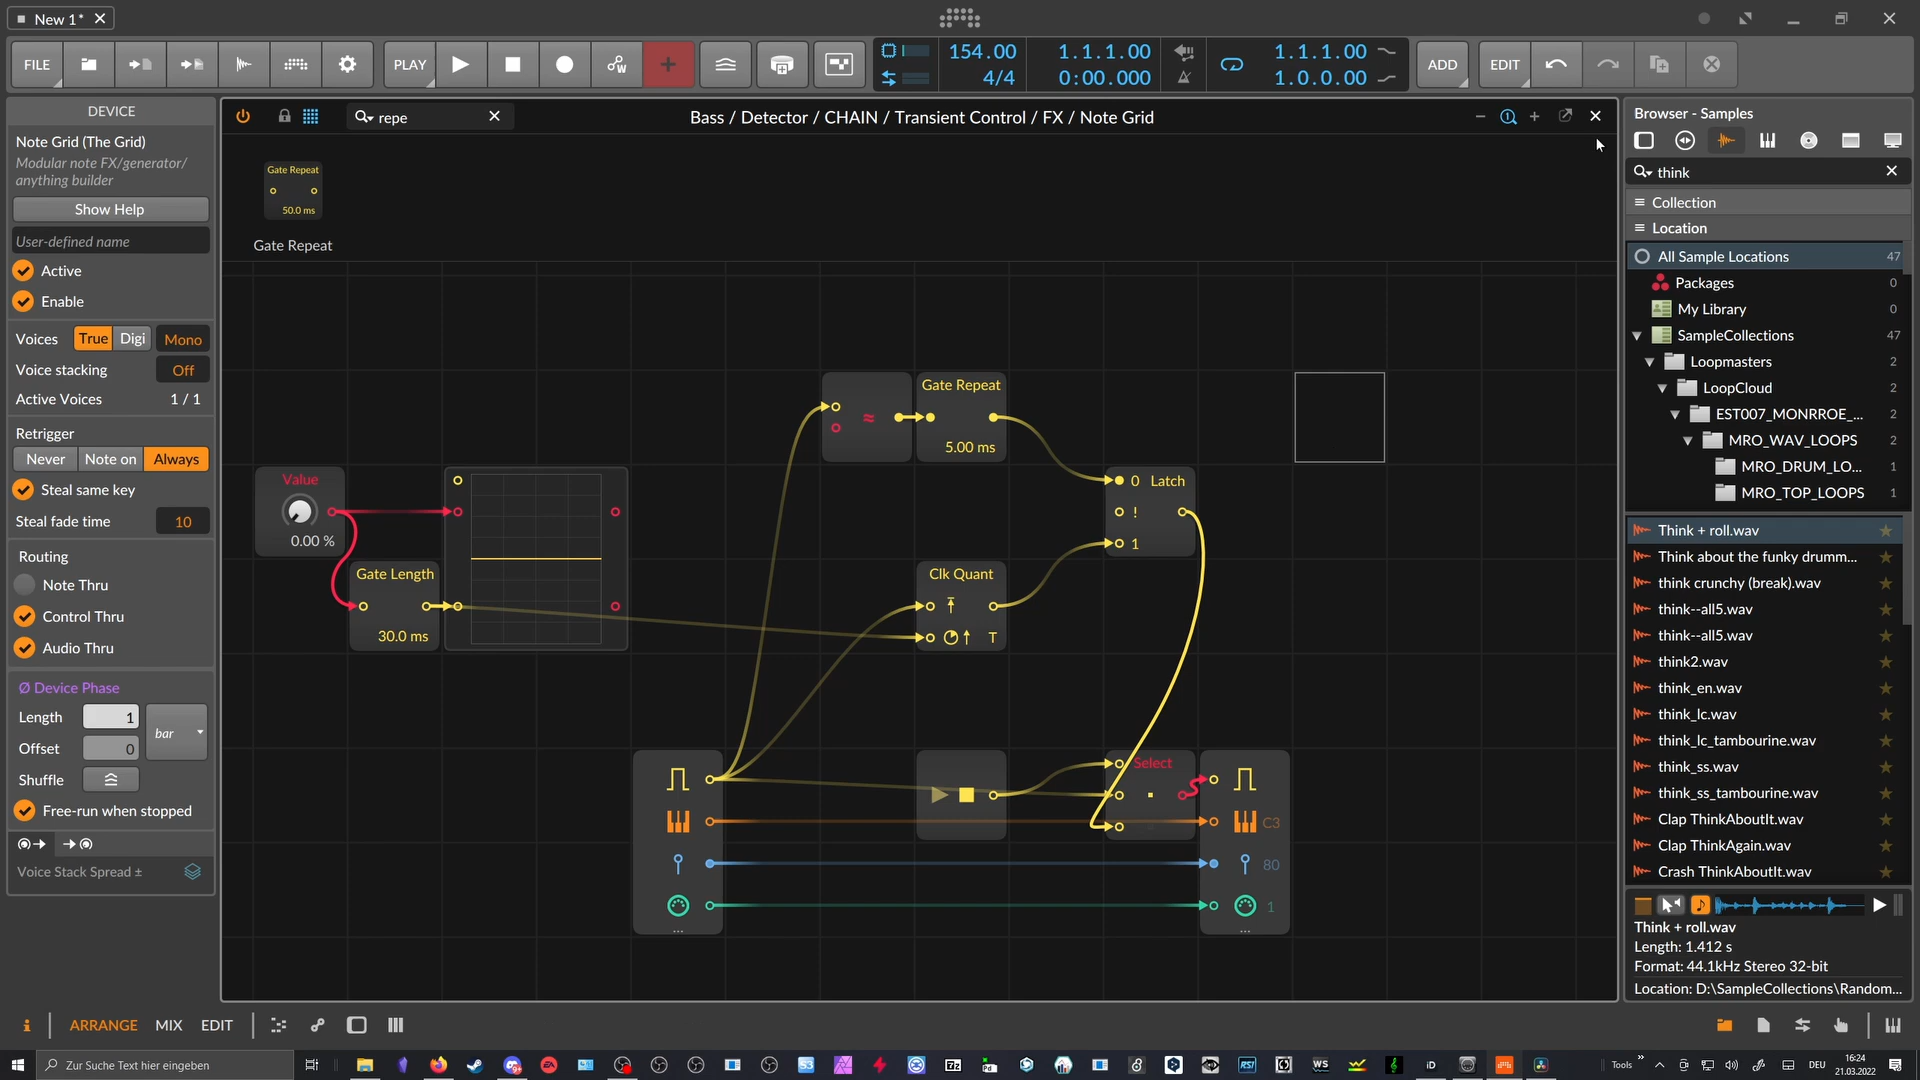 New 1*
FILE
PLAY
154.00
4/4
1.1.1.00
0:00.000
1.1.1.00
1.0.0.00
ADD
EDIT
DEVICE
Note Grid (The Grid)
Modular note FX/generator/
anything builder
Show Help
User-defined name
Active
Enable
Voices
True
Digi
Mono
Voice stacking
Off
Active Voices
1 / 1
Retrigger
Never
Note on
Always
Steal same key
Steal fade time
10
Routing
Note Thru
Control Thru
Audio Thru
Ø Device Phase
Length
1
bar
Offset
0
Shuffle
Free-run when stopped
Voice Stack Spread ±
repe
Bass / Detector / CHAIN / Transient Control / FX / Note Grid
Gate Repeat
50.0 ms
Gate Repeat
Gate Repeat
5.00 ms
Value
0.00 %
Gate Length
30.0 ms
0 Latch
!
1
Clk Quant
T
Select
C3
80
1
...
...
Browser - Samples
think
Collection
Location
All Sample Locations
47
Packages
0
My Library
0
SampleCollections
47
Loopmasters
2
LoopCloud
2
EST007_MONRROE_...
2
MRO_WAV_LOOPS
2
MRO_DRUM_LO...
1
MRO_TOP_LOOPS
1
Think + roll.wav
Think about the funky drumm...
think crunchy (break).wav
think--all5.wav
think--all5.wav
think2.wav
think_en.wav
think_lc.wav
think_lc_tambourine.wav
think_ss.wav
think_ss_tambourine.wav
Clap ThinkAboutIt.wav
Clap ThinkAgain.wav
Crash ThinkAboutIt.wav
Think + roll.wav
Length: 1.412 s
Format: 44.1kHz Stereo 32-bit
Location: D:\SampleCollections\Random...
i
ARRANGE
MIX
EDIT
Zur Suche Text hier eingeben
Tools
DEU
16:24
21.03.2022